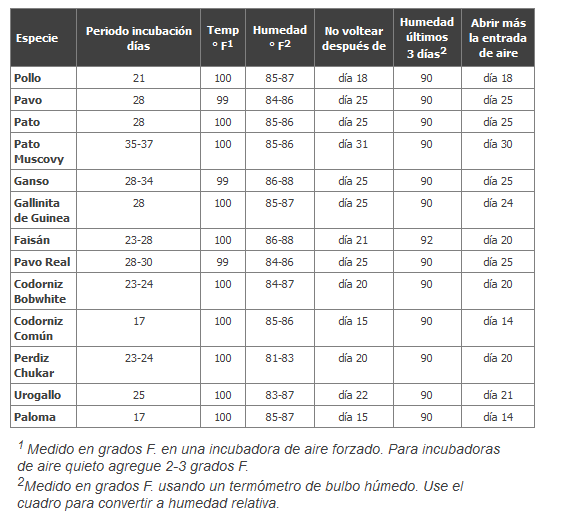 Especie Periodo incubación días Temp º F1 Humedad º F2 No voltear después de Humedad últimos 3 días2 Abrir más la entrada de aire
Pollo 21 100 85-87 día 18 90 día 18
Pavo 28 99 84-86 día 25 90 día 25
Pato 28 100 85-86 día 25 90 día 25
Pato Muscovy 35-37 100 85-86 día 31 90 día 30
Ganso 28-34 99 86-88 día 25 90 día 25
Gallinita de Guinea 28 100 85-87 día 25 90 día 24
Faisán 23-28 100 86-88 día 21 92 día 20
Pavo Real 28-30 99 84-86 día 25 90 día 25
Codorniz Bobwhite 23-24 100 84-87 día 20 90 día 20
Codorniz Común 17 100 85-86 día 15 90 día 14
Perdiz Chukar 23-24 100 81-83 día 20 90 día 20
Urogallo 25 100 83-87 día 22 90 día 21
Paloma 17 100 85-87 día 15 90 día 14
1 Medido en grados F. en una incubadora de aire forzado. Para incubadoras
de aire quieto agregue 2-3 grados F.
2Medido en grados F. usando un termómetro de bulbo húmedo. Use el
cuadro para convertir a humedad relativa.